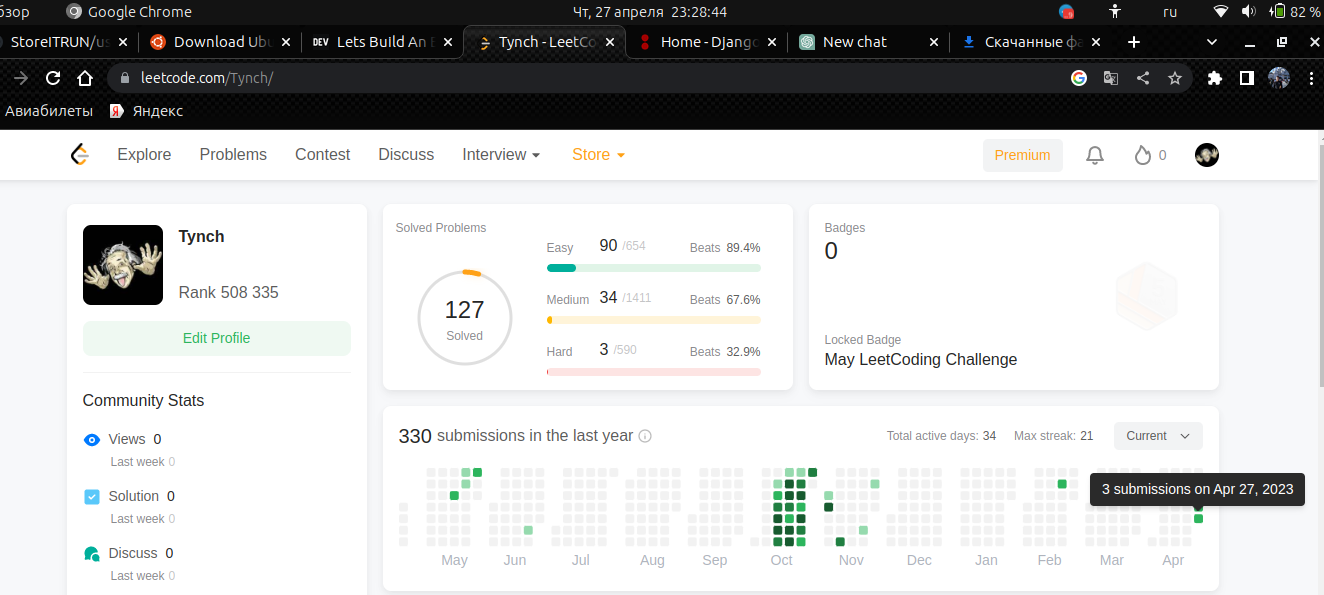 бзор Google Chrome Чт, 27 апреля 23:28:44 ru 82 %
StoreITRUN/us Download Ubu DEV Lets Build An E Tynch - LeetCo Home - Django New chat Скачанные фа
leetcode.com/Tynch/
Авиабилеты Я Яндекс
Explore Problems Contest Discuss Interview Store Premium 0
Tynch
Rank 508 335
Edit Profile
Community Stats
Views 0
Last week 0
Solution 0
Last week 0
Discuss 0
Last week 0
Solved Problems
127
Solved
Easy 90 /654 Beats 89.4%
Medium 34 /1411 Beats 67.6%
Hard 3 /590 Beats 32.9%
Badges
0
Locked Badge
May LeetCoding Challenge
330 submissions in the last year Total active days: 34 Max streak: 21 Current
3 submissions on Apr 27, 2023
May Jun Jul Aug Sep Oct Nov Dec Jan Feb Mar Apr